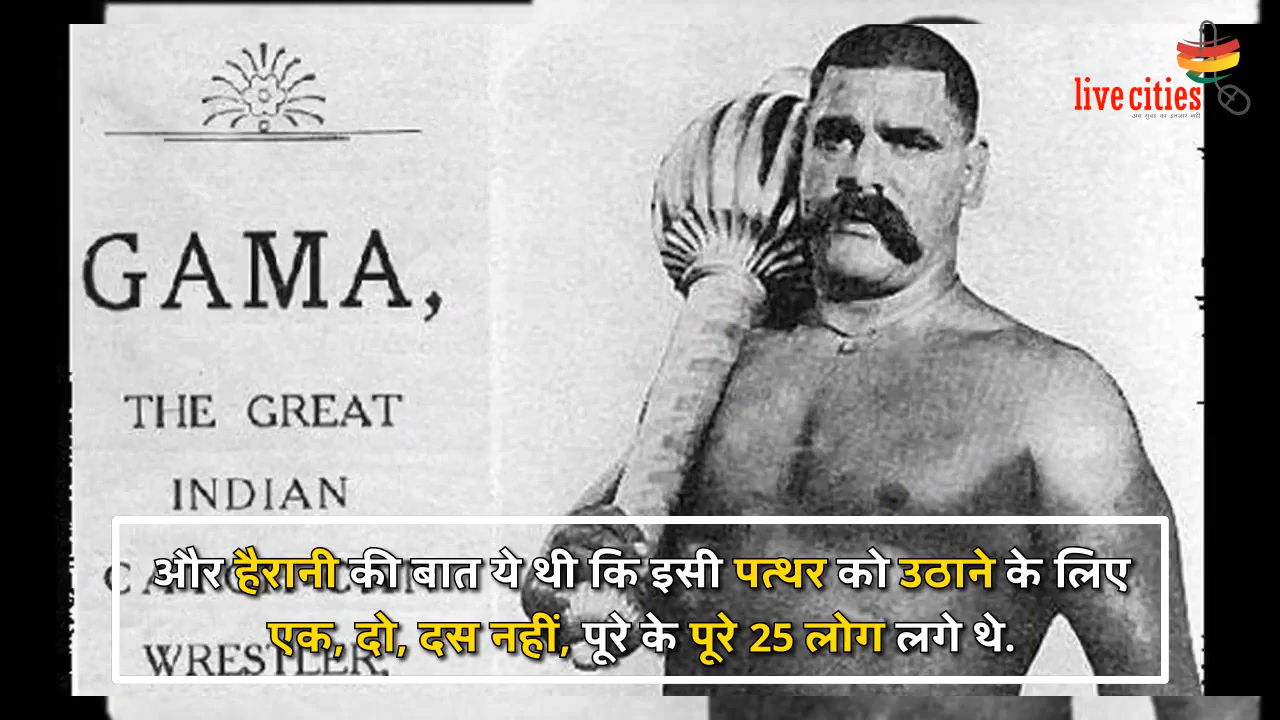 live cities
GAMA,
THE GREAT
INDIAN
WRESTLER,
और हैरानी की बात ये थी कि इसी पत्थर को उठाने के लिए
एक, दो, दस नहीं, पूरे के पूरे 25 लोग लगे थे.